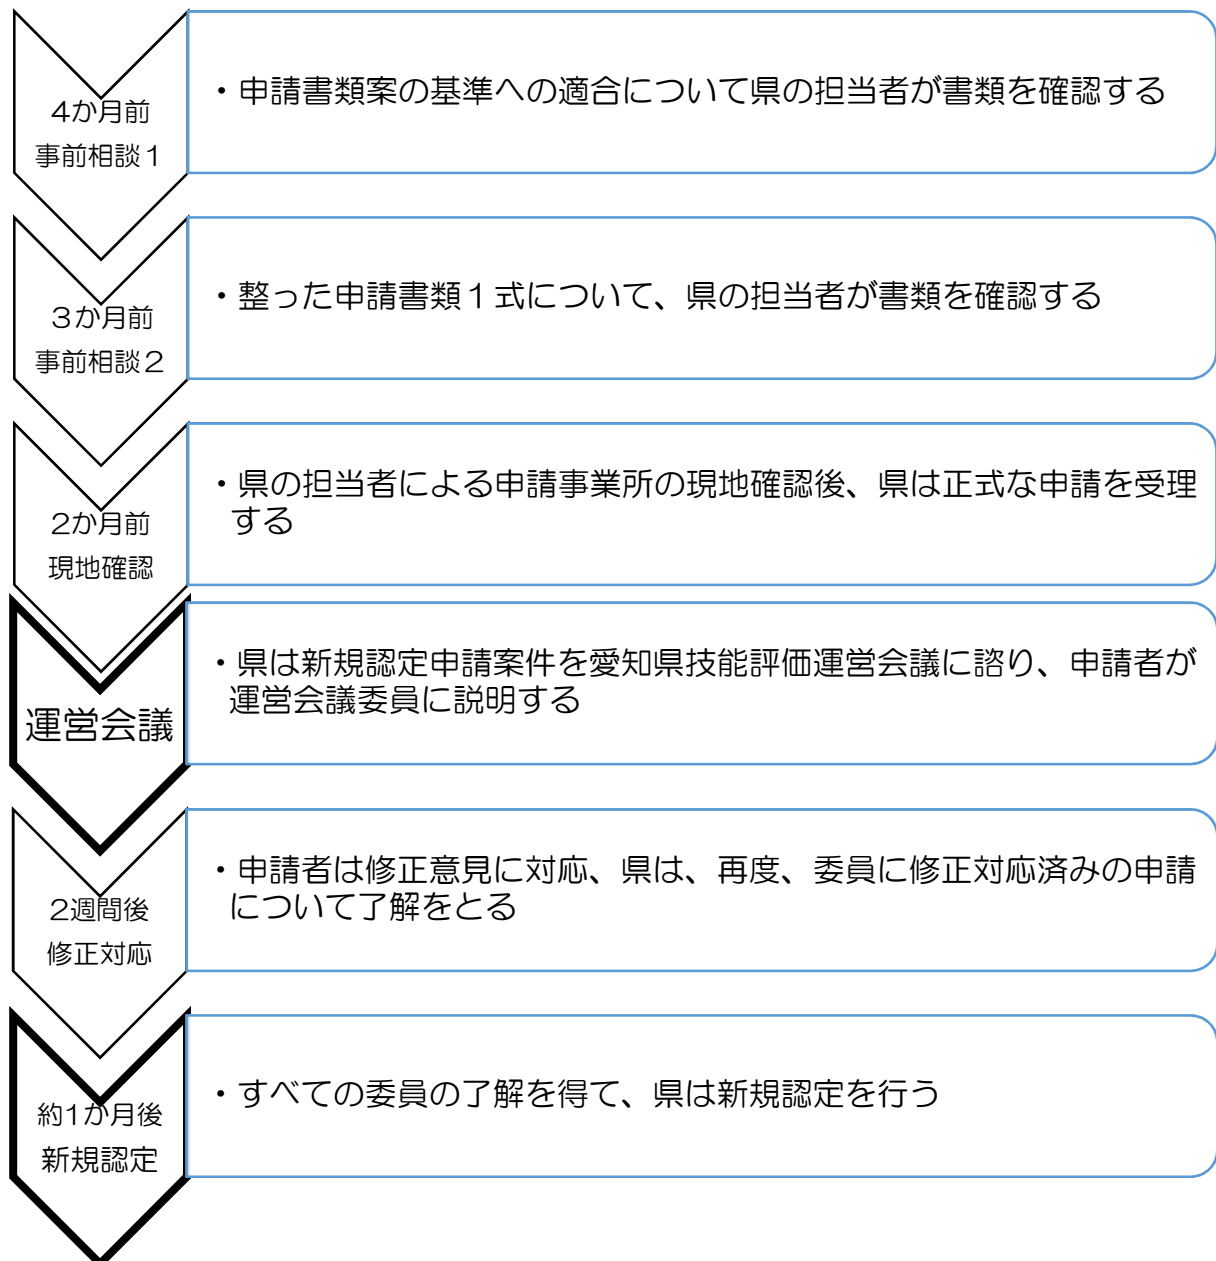 4か月前
事前相談１
・申請書類案の基準への適合について県の担当者が書類を確認する
３か月前
事前相談２
・整った申請書類１式について、県の担当者が書類を確認する
2か月前
現地確認
・県の担当者による申請事業所の現地確認後、県は正式な申請を受理
する
運営会議
・県は新規認定申請案件を愛知県技能評価運営会議に諮り、申請者が
運営会議委員に説明する
2週間後
修正対応
・申請者は修正意見に対応、県は、再度、委員に修正対応済みの申請
について了解をとる
約1か月後
新規認定
・すべての委員の了解を得て、県は新規認定を行う